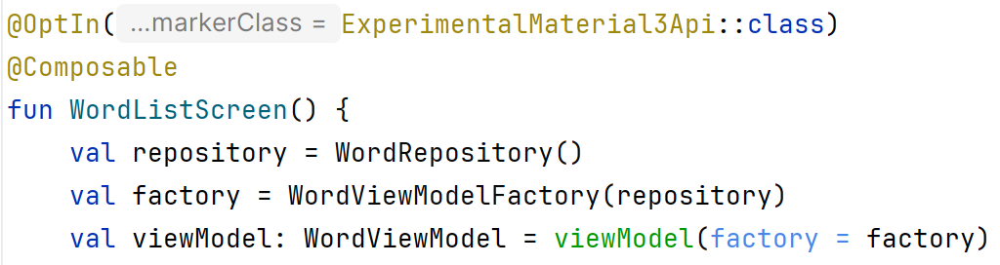 @OptIn( ...markerClass = ExperimentalMaterial3Api::class)
@Composable
fun WordListScreen() {
    val repository = WordRepository()
    val factory = WordViewModelFactory(repository)
    val viewModel: WordViewModel = viewModel(factory = factory)